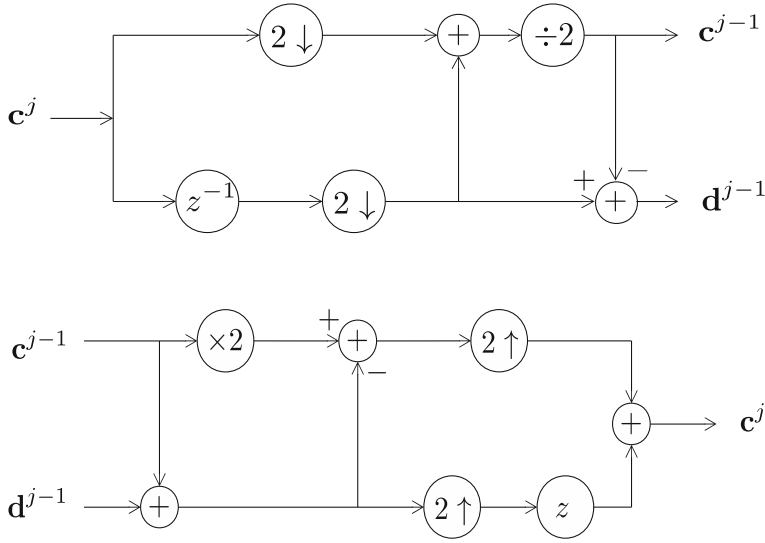 2 ↓ + ÷2 c^{j−1}
c^j
z^{−1} 2 ↓ + − + d^{j−1}
c^{j−1} ×2 + + − 2 ↑
+ c^j
d^{j−1} + 2 ↑ z